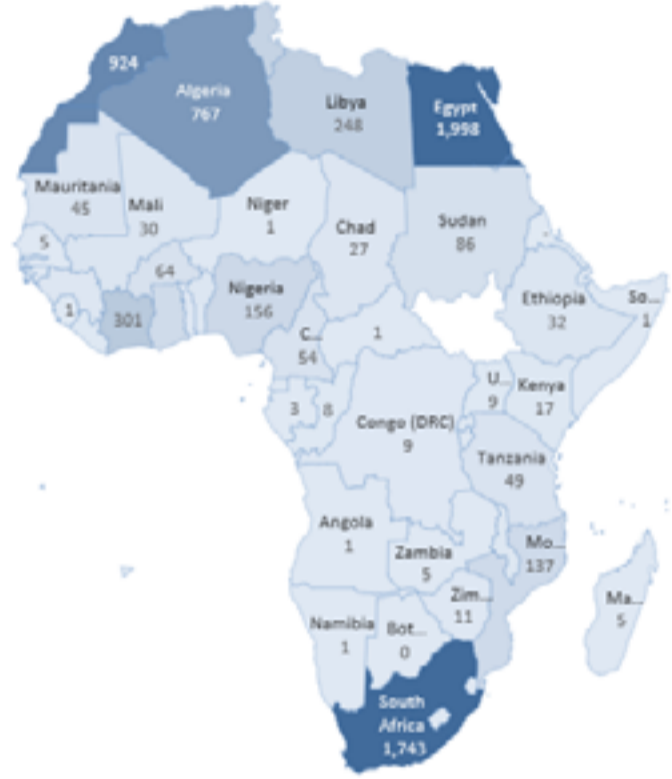 924
Algeria
767
Libya
248
Egypt
1,998
Mauritania
45
Mali
30
Niger
1
Chad
27
Sudan
86
5
64
Nigeria
156
Ethiopia
32
So...
1
1
301
C...
54
1
U...
9
Kenya
17
3
8
Congo (DRC)
9
Tanzania
49
Angola
1
Zambia
5
Mo...
137
Zim...
11
Ma...
5
Namibia
1
Bot...
0
South
Africa
1,743